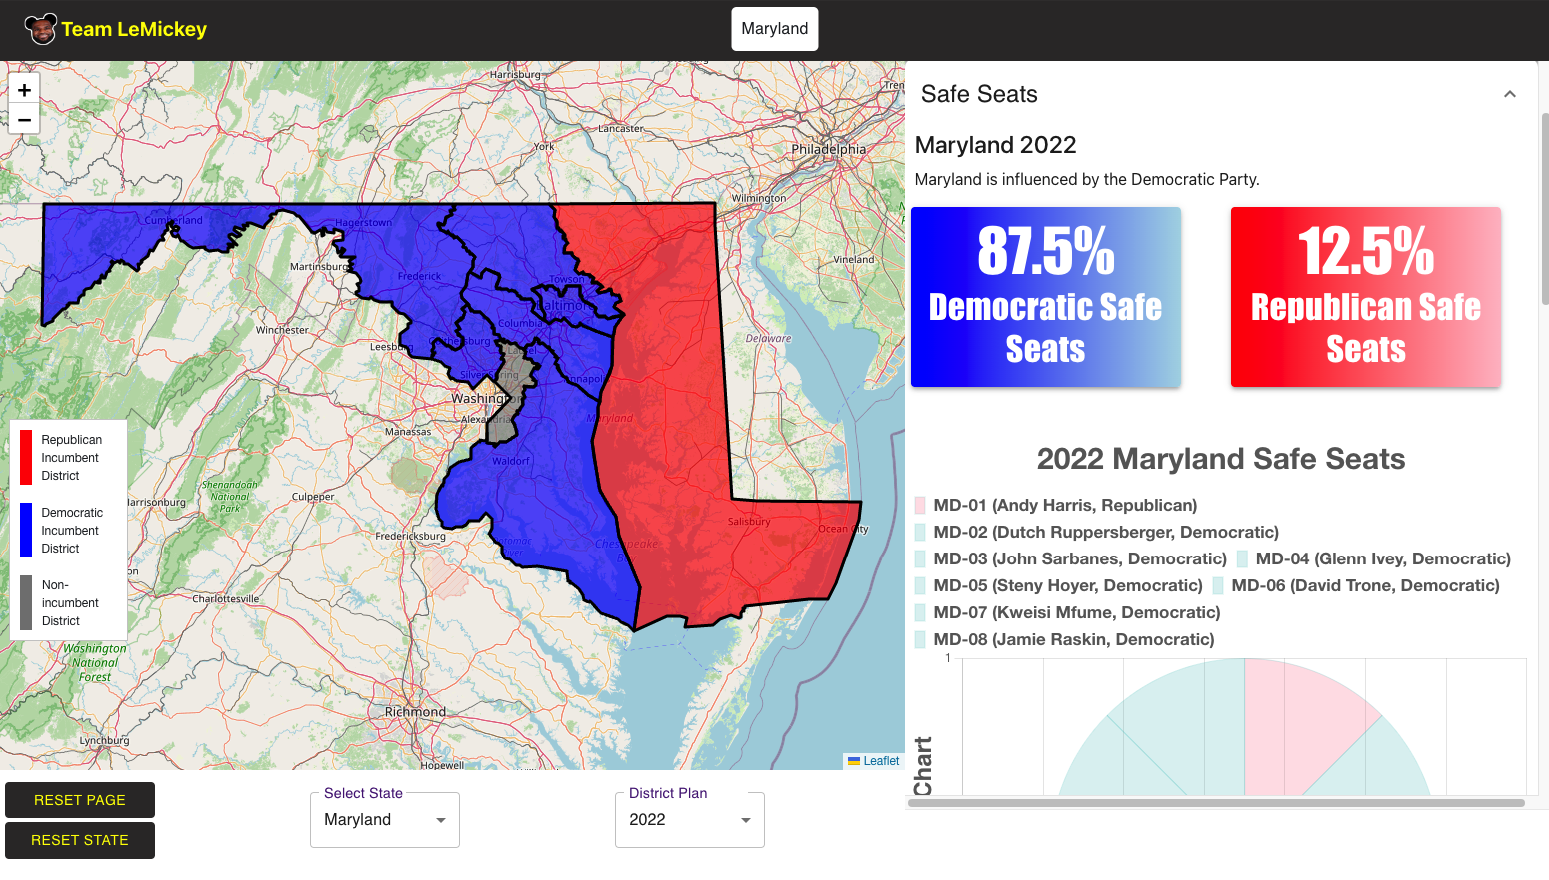 Team LeMickey
Maryland
+
−
Harrisburg
Lancaster
York
Philadelphia
Wilmington
Vineland
Cumberland
Hagerstown
Martinsburg
Frederick
Towson
Baltimore
Columbia
Winchester
Leesburg
Gaithersburg
Laurel
Silver Spring
Annapolis
Delaware
Washington
Alexandria
Maryland
Manassas
Waldorf
Shenandoah
National
Park
Culpeper
Salisbury
Ocean City
Fredericksburg
Potomac
River
Chesapeake
Charlottesville
Washington
National
Forest
Richmond
Lynchburg
Hopewell
Republican
Incumbent
District
Democratic
Incumbent
District
Non-
incumbent
District
Leaflet
RESET PAGE
RESET STATE
Select State
Maryland
District Plan
2022
Safe Seats
Maryland 2022
Maryland is influenced by the Democratic Party.
87.5%
Democratic Safe
Seats
12.5%
Republican Safe
Seats
2022 Maryland Safe Seats
MD-01 (Andy Harris, Republican)
MD-02 (Dutch Ruppersberger, Democratic)
MD-03 (John Sarbanes, Democratic) MD-04 (Glenn Ivey, Democratic)
MD-05 (Steny Hoyer, Democratic) MD-06 (David Trone, Democratic)
MD-07 (Kweisi Mfume, Democratic)
MD-08 (Jamie Raskin, Democratic)
1
Chart